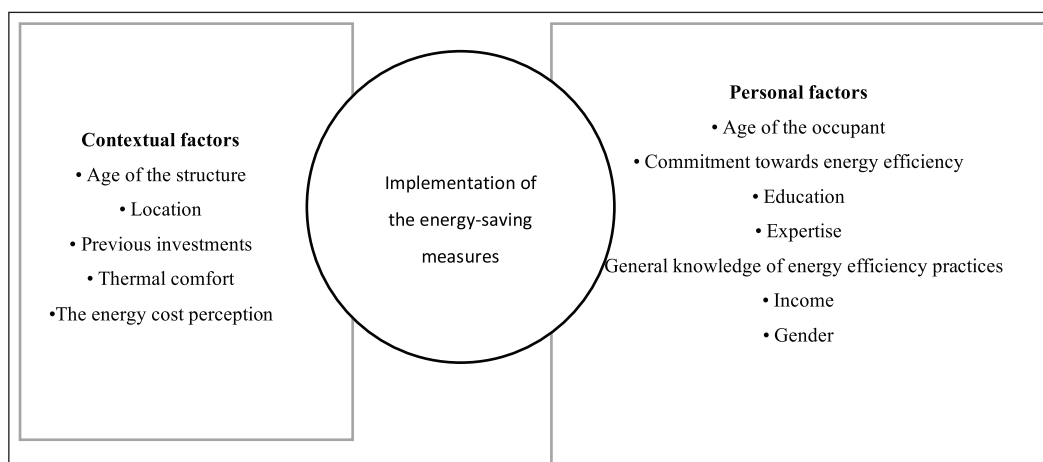 Contextual factors
• Age of the structure
• Location
• Previous investments
• Thermal comfort
•The energy cost perception
Implementation of
the energy-saving
measures
Personal factors
• Age of the occupant
• Commitment towards energy efficiency
• Education
• Expertise
General knowledge of energy efficiency practices
• Income
• Gender